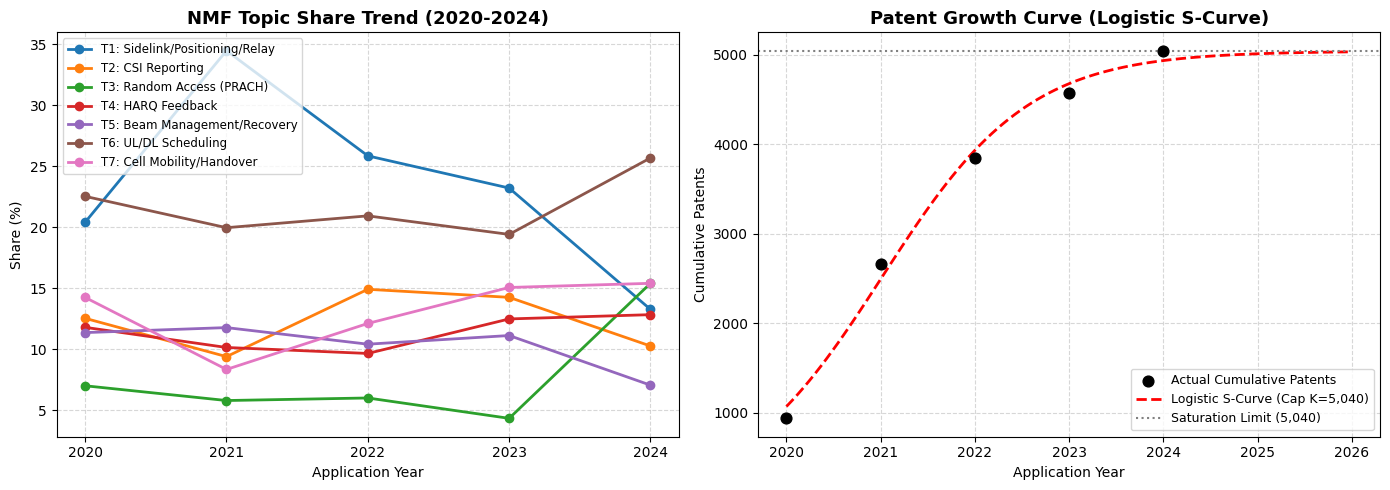 NMF Topic Share Trend (2020-2024)
T1: Sidelink/Positioning/Relay
T2: CSI Reporting
T3: Random Access (PRACH)
T4: HARQ Feedback
T5: Beam Management/Recovery
T6: UL/DL Scheduling
T7: Cell Mobility/Handover
Share (%)
35
30
25
20
15
10
5
2020
2021
2022
2023
2024
Application Year
Patent Growth Curve (Logistic S-Curve)
Cumulative Patents
5000
4000
3000
2000
1000
Actual Cumulative Patents
Logistic S-Curve (Cap K=5,040)
Saturation Limit (5,040)
2020
2021
2022
2023
2024
2025
2026
Application Year